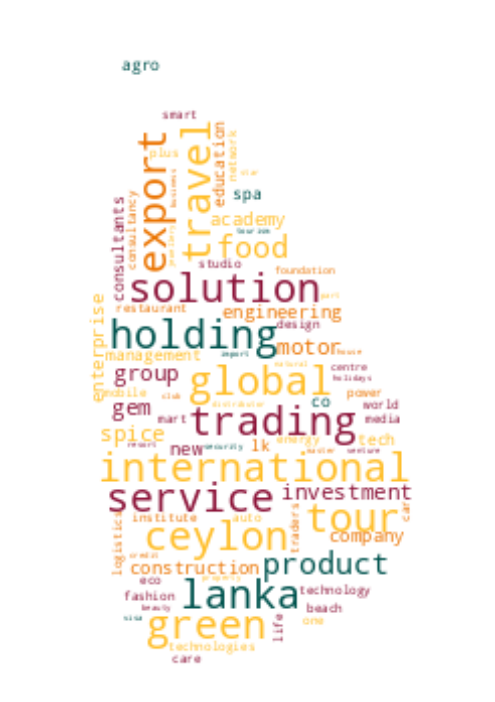 agro
smart
export
travel
education
network
plus
star
business
jewellery
spa
consultants
consultancy
academy
tourism
food
studio
foundation
solution
part
enterprise
restaurant
engineering
holding
design
motor
house
management
import
group
global
natural
centre
holidays
mobile
club
distributor
co
power
gem
mart
trading
world
media
spice
resort
new
security
lk
energy
tech
master
venture
international
service
investment
car
logistics
institute
auto
traders
tour
ceylon
company
credit
construction
product
property
eco
lanka
technology
fashion
beauty
beach
visa
green
life
one
technologies
care